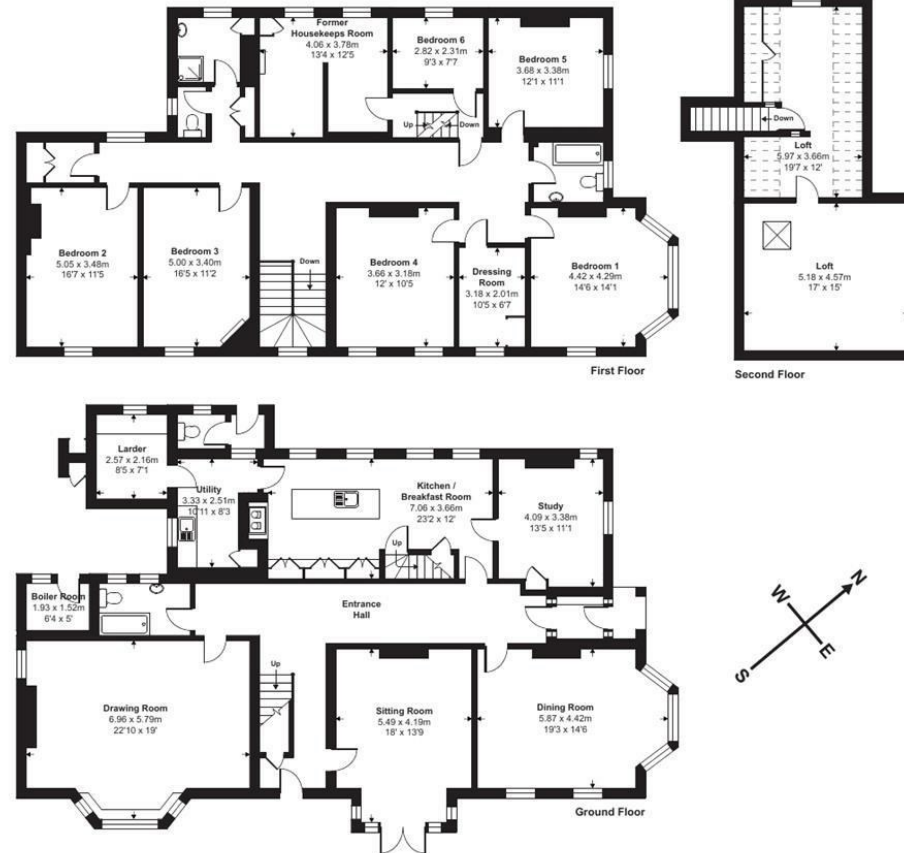 Former
Housekeeps Room
4.06 x 3.78m
13'4 x 12'5
Bedroom 6
2.82 x 2.31m
9'3 x 7'7
Bedroom 5
3.68 x 3.38m
12'1 x 11'1
Up
Down
Bedroom 2
5.05 x 3.48m
16'7 x 11'5
Bedroom 3
5.00 x 3.40m
16'5 x 11'2
Down
Bedroom 4
3.66 x 3.18m
12' x 10'5
Dressing
Room
3.18 x 2.01m
10'5 x 6'7
Bedroom 1
4.42 x 4.29m
14'6 x 14'1
First Floor
Down
Loft
5.97 x 3.66m
19'7 x 12'
Loft
5.18 x 4.57m
17' x 15'
Second Floor
Larder
2.57 x 2.16m
8'5 x 7'1
Utility
3.33 x 2.51m
10'11 x 8'3
Kitchen /
Breakfast Room
7.06 x 3.66m
23'2 x 12'
Up
Study
4.09 x 3.38m
13'5 x 11'1
Boiler Room
1.93 x 1.52m
6'4 x 5'
Entrance
Hall
Up
Drawing Room
6.96 x 5.79m
22'10 x 19'
Sitting Room
5.49 x 4.19m
18' x 13'9
Dining Room
5.87 x 4.42m
19'3 x 14'6
Ground Floor
N
W
E
S